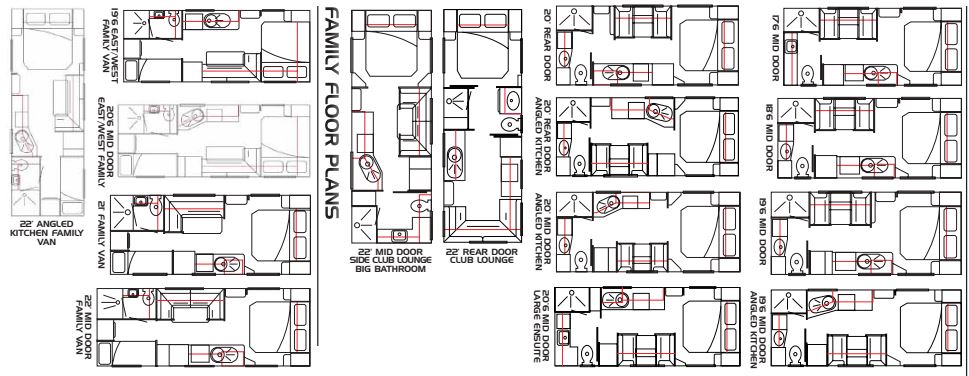 19'6 EAST/WEST
FAMILY VAN
20'6 MID DOOR
EAST/WEST FAMILY
21' FAMILY VAN
22' MID DOOR
FAMILY VAN
22' ANGLED
KITCHEN FAMILY
VAN
FAMILY FLOOR PLANS
22' MID DOOR
SIDE CLUB LOUNGE
BIG BATHROOM
22' REAR DOOR
CLUB LOUNGE
20' REAR DOOR
20' REAR DOOR
ANGLED KITCHEN
20' MID DOOR
ANGLED KITCHEN
20'6 MID DOOR
LARGE ENSUITE
17'6 MID DOOR
18'6 MID DOOR
19'6 MID DOOR
19'6 MID DOOR
ANGLED KITCHEN